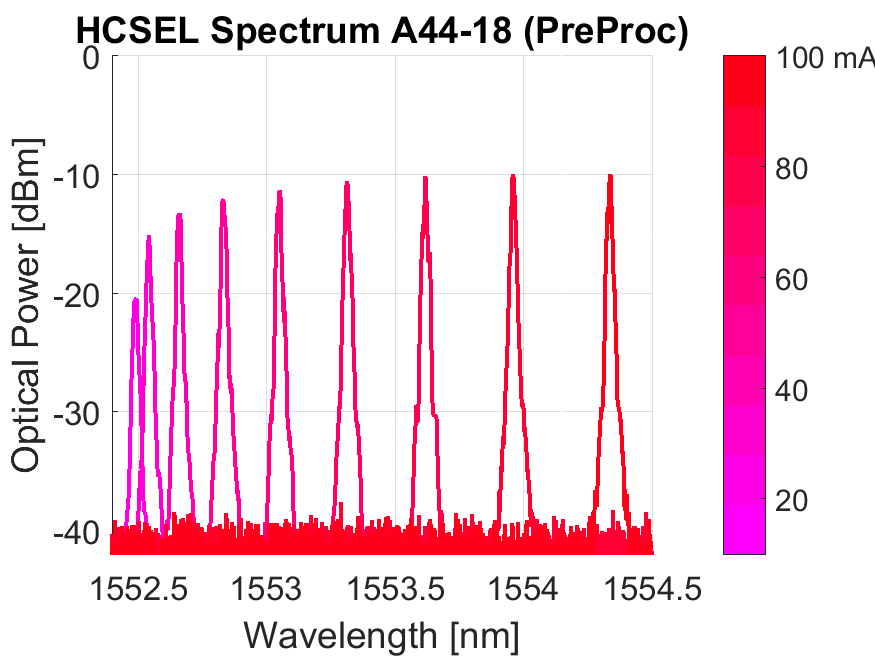 HCSEL Spectrum A44-18 (PreProc)
0
-10
-20
-30
-40
Optical Power [dBm]
1552.5 1553 1553.5 1554 1554.5
Wavelength [nm]
100 mA
80
60
40
20